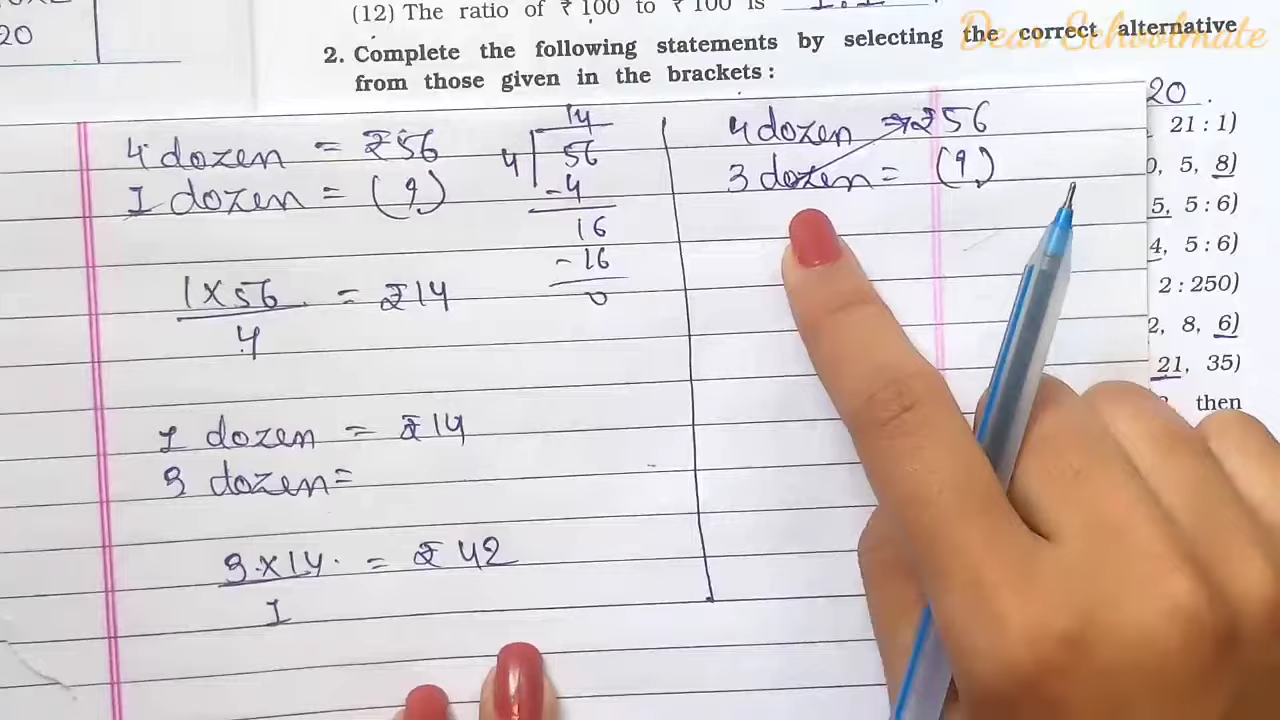 20
(12) The ratio of ₹ 100 to ₹ 100 is
Dear Schoolmate
2. Complete the following statements by selecting the correct alternative
from those given in the brackets :
4 dozen = ₹56
1 dozen = (?)
1 × 56 = ₹14
4
14
4 56
-4
16
-16
0
1 dozen = ₹14
3 dozen =
3 × 14 = ₹42
1
4 dozen → ₹56
3 dozen = (?)
20.
21 : 1)
0, 5, 8)
5, 5 : 6)
4, 5 : 6)
2 : 250)
2, 8, 6)
21, 35)
then